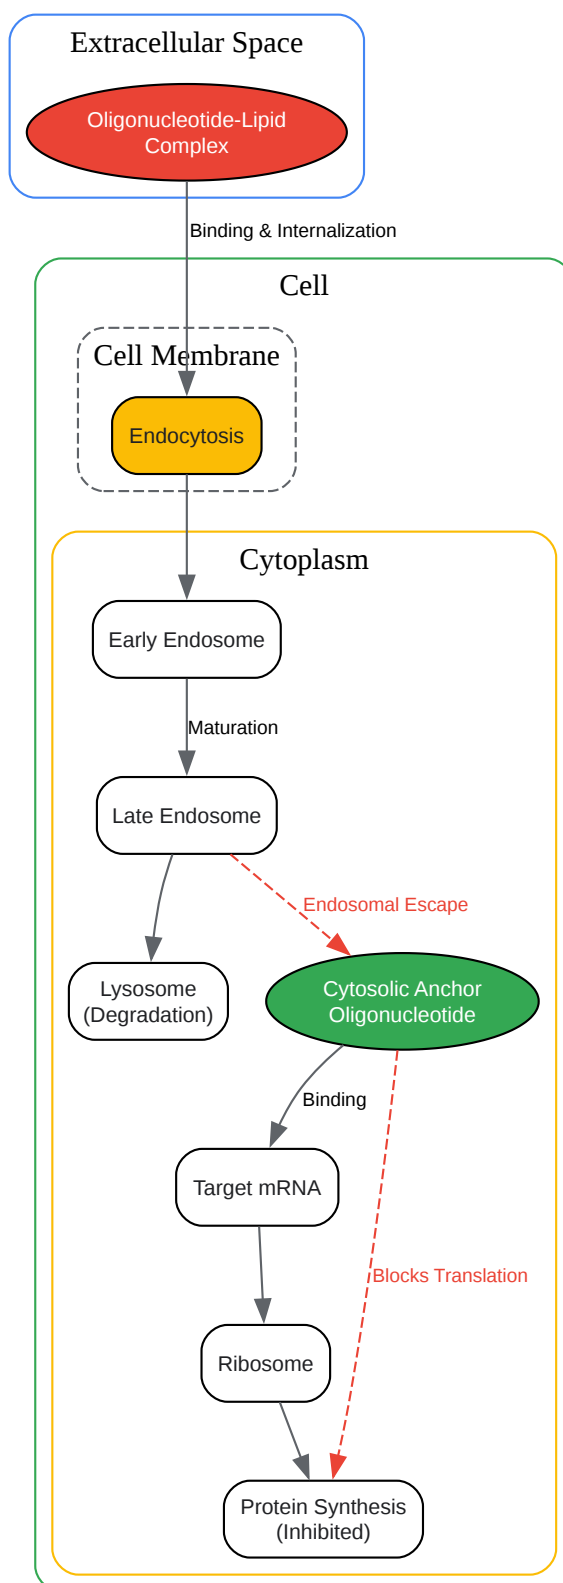 Extracellular Space
Oligonucleotide-Lipid
Complex
Binding & Internalization
Cell
Cell Membrane
Endocytosis
Cytoplasm
Early Endosome
Maturation
Late Endosome
Endosomal Escape
Lysosome
(Degradation)
Cytosolic Anchor
Oligonucleotide
Binding
Target mRNA
Blocks Translation
Ribosome
Protein Synthesis
(Inhibited)